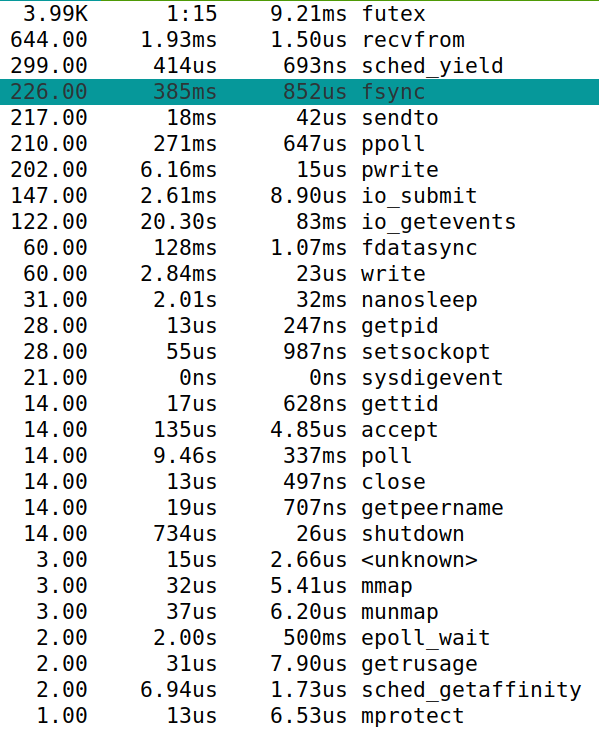 3.99K 1:15 9.21ms futex
644.00 1.93ms 1.50us recvfrom
299.00 414us 693ns sched_yield
226.00 385ms 852us fsync
217.00 18ms 42us sendto
210.00 271ms 647us ppoll
202.00 6.16ms 15us pwrite
147.00 2.61ms 8.90us io_submit
122.00 20.30s 83ms io_getevents
60.00 128ms 1.07ms fdatasync
60.00 2.84ms 23us write
31.00 2.01s 32ms nanosleep
28.00 13us 247ns getpid
28.00 55us 987ns setsockopt
21.00 0ns 0ns sysdigevent
14.00 17us 628ns gettid
14.00 135us 4.85us accept
14.00 9.46s 337ms poll
14.00 13us 497ns close
14.00 19us 707ns getpeername
14.00 734us 26us shutdown
3.00 15us 2.66us <unknown>
3.00 32us 5.41us mmap
3.00 37us 6.20us munmap
2.00 2.00s 500ms epoll_wait
2.00 31us 7.90us getrusage
2.00 6.94us 1.73us sched_getaffinity
1.00 13us 6.53us mprotect